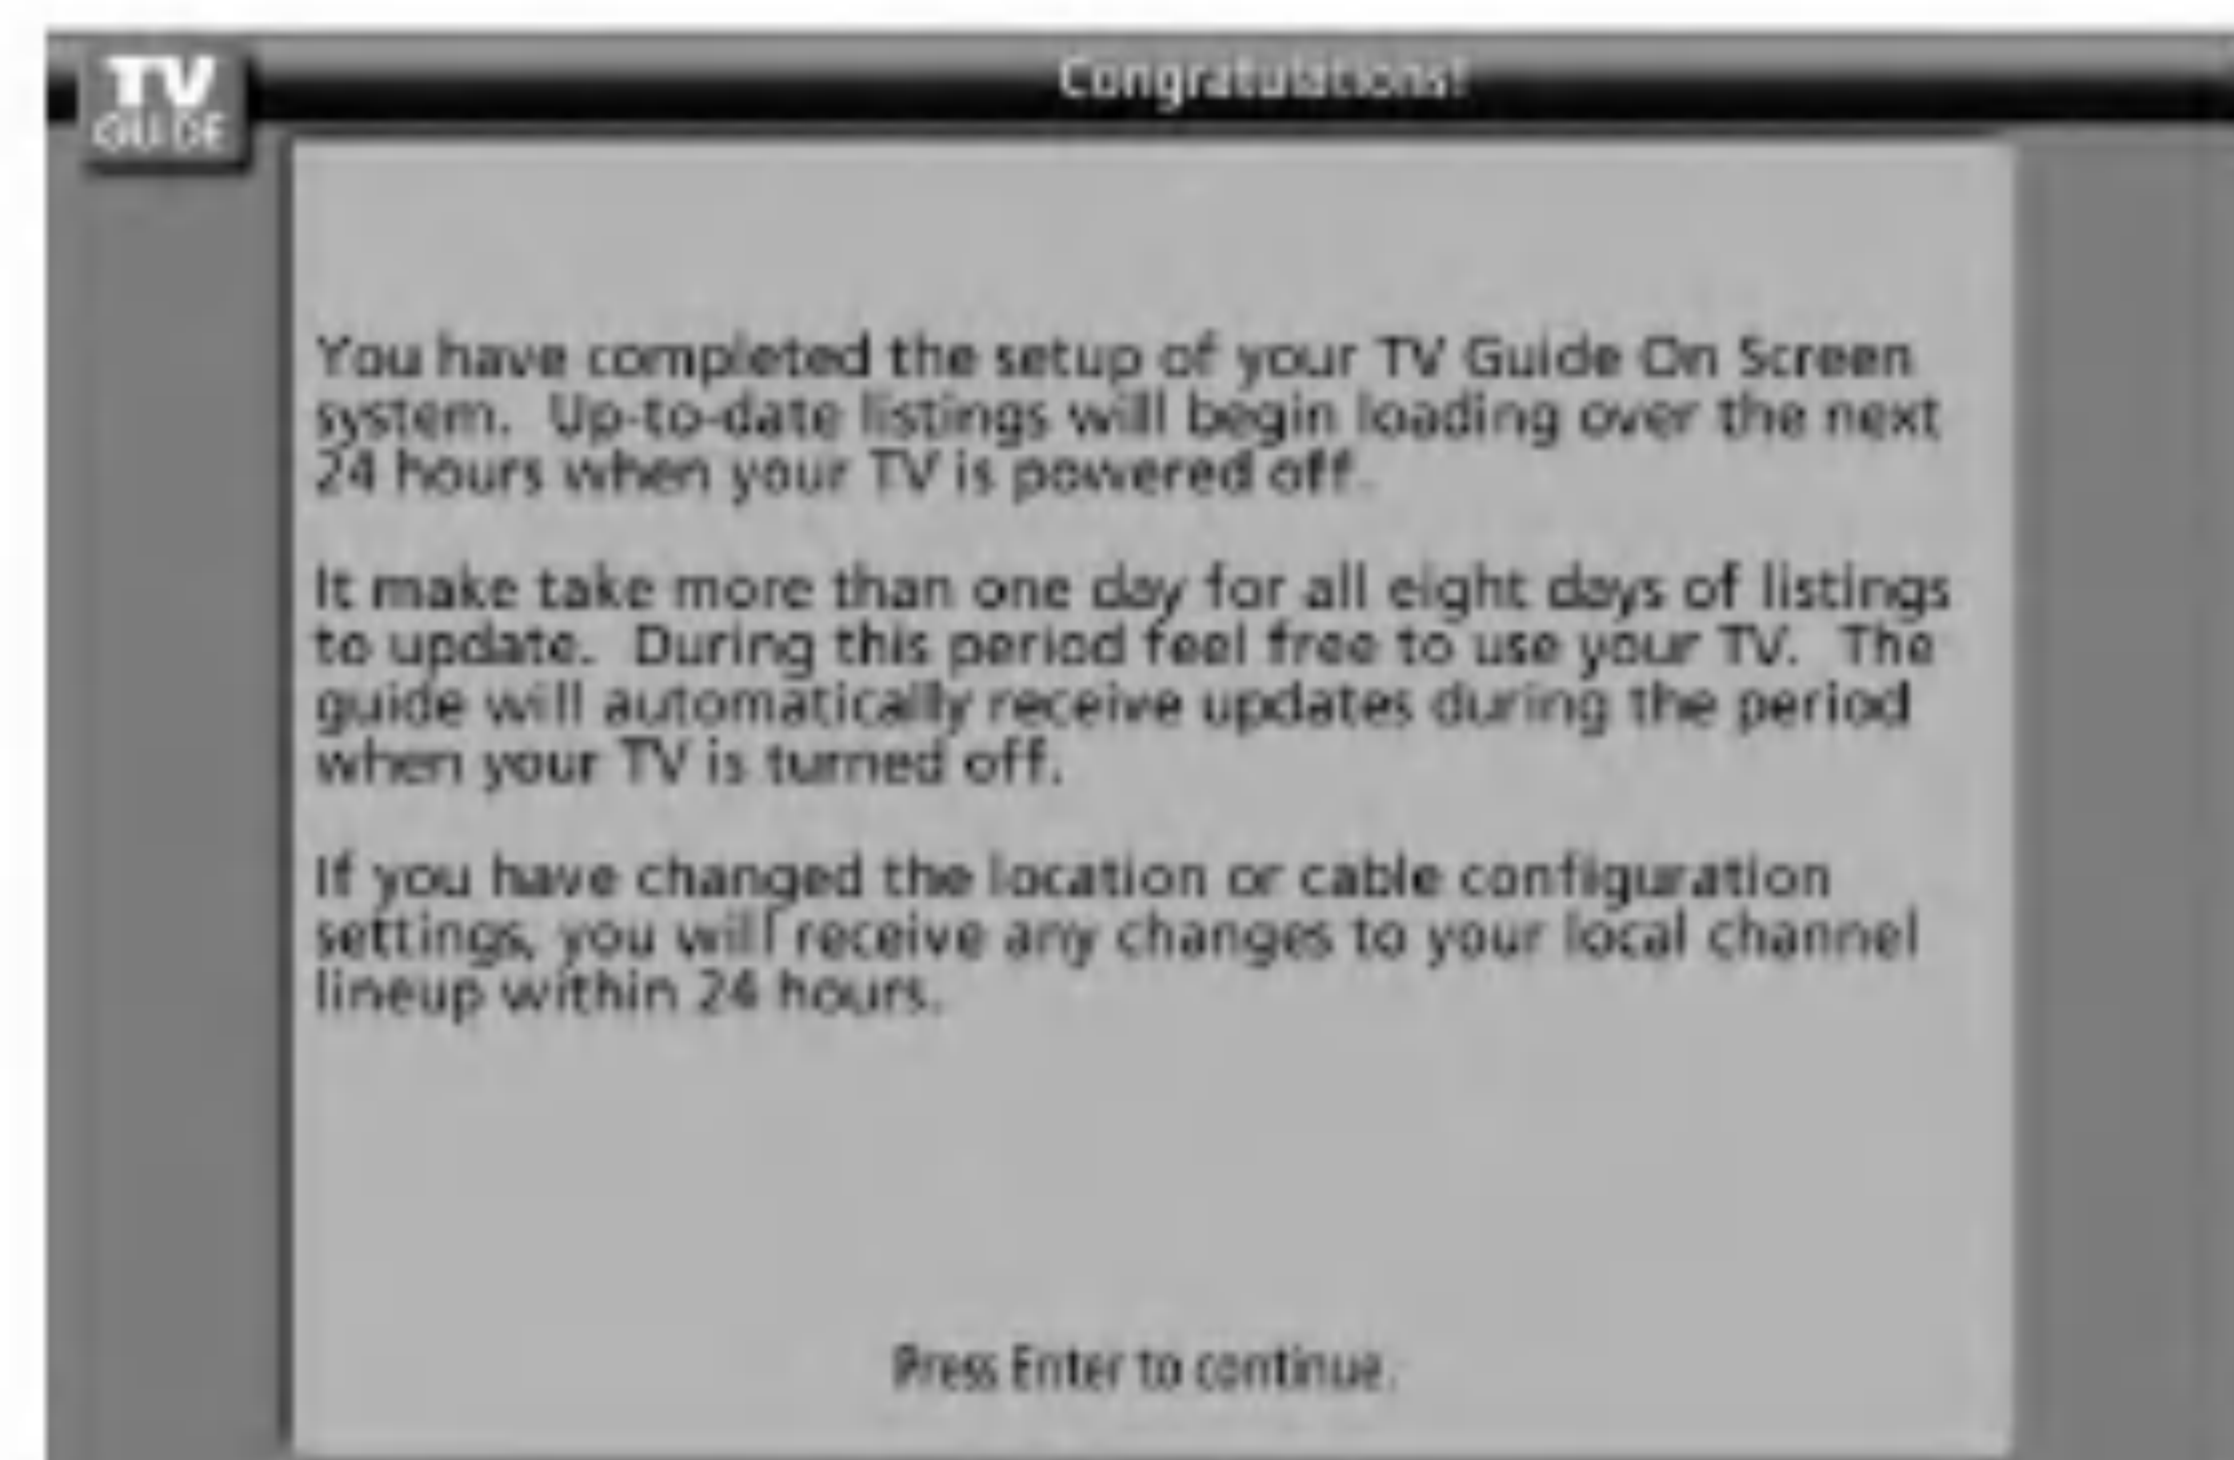 TV
GUIDE
Congratulations!
You have completed the setup of your TV Guide On Screen
system.  Up-to-date listings will begin loading over the next
24 hours when your TV is powered off.
It make take more than one day for all eight days of listings
to update.  During this period feel free to use your TV.  The
guide will automatically receive updates during the period
when your TV is turned off.
If you have changed the location or cable configuration
settings, you will receive any changes to your local channel
lineup within 24 hours.
Press Enter to continue.